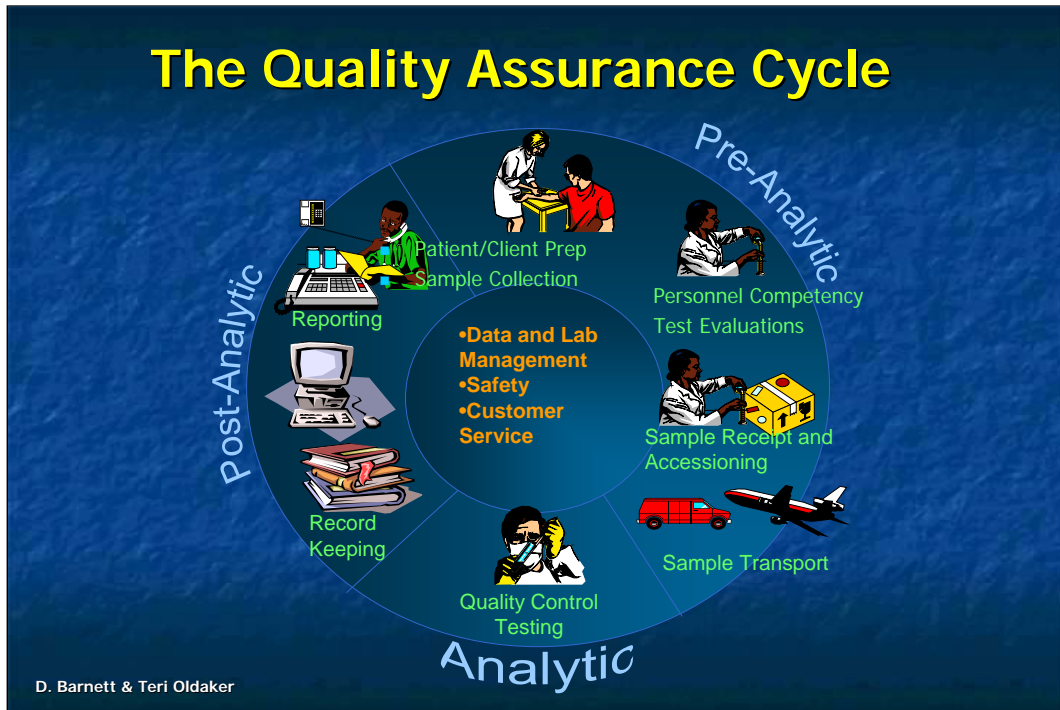 The Quality Assurance Cycle
Pre-Analytic
Patient/Client Prep
Sample Collection
Personnel Competency
Test Evaluations
Sample Receipt and
Accessioning
Sample Transport
Analytic
Quality Control
Testing
Post-Analytic
Reporting
Record
Keeping
•Data and Lab
Management
•Safety
•Customer
Service
D. Barnett & Teri Oldaker